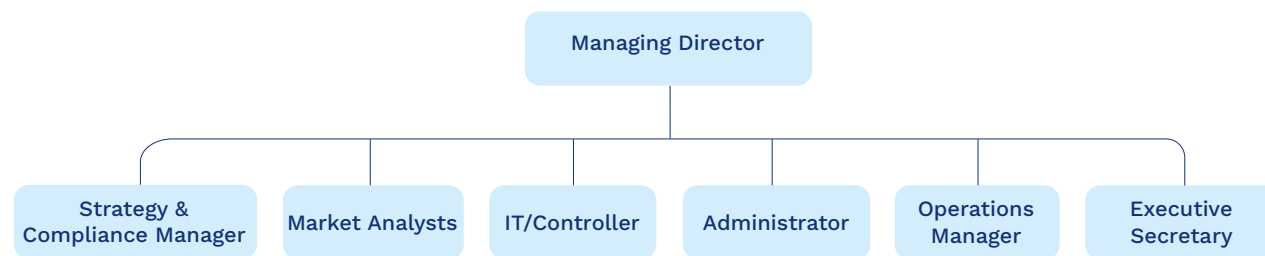 Managing Director
Strategy &
Compliance Manager
Market Analysts
IT/Controller
Administrator
Operations
Manager
Executive
Secretary